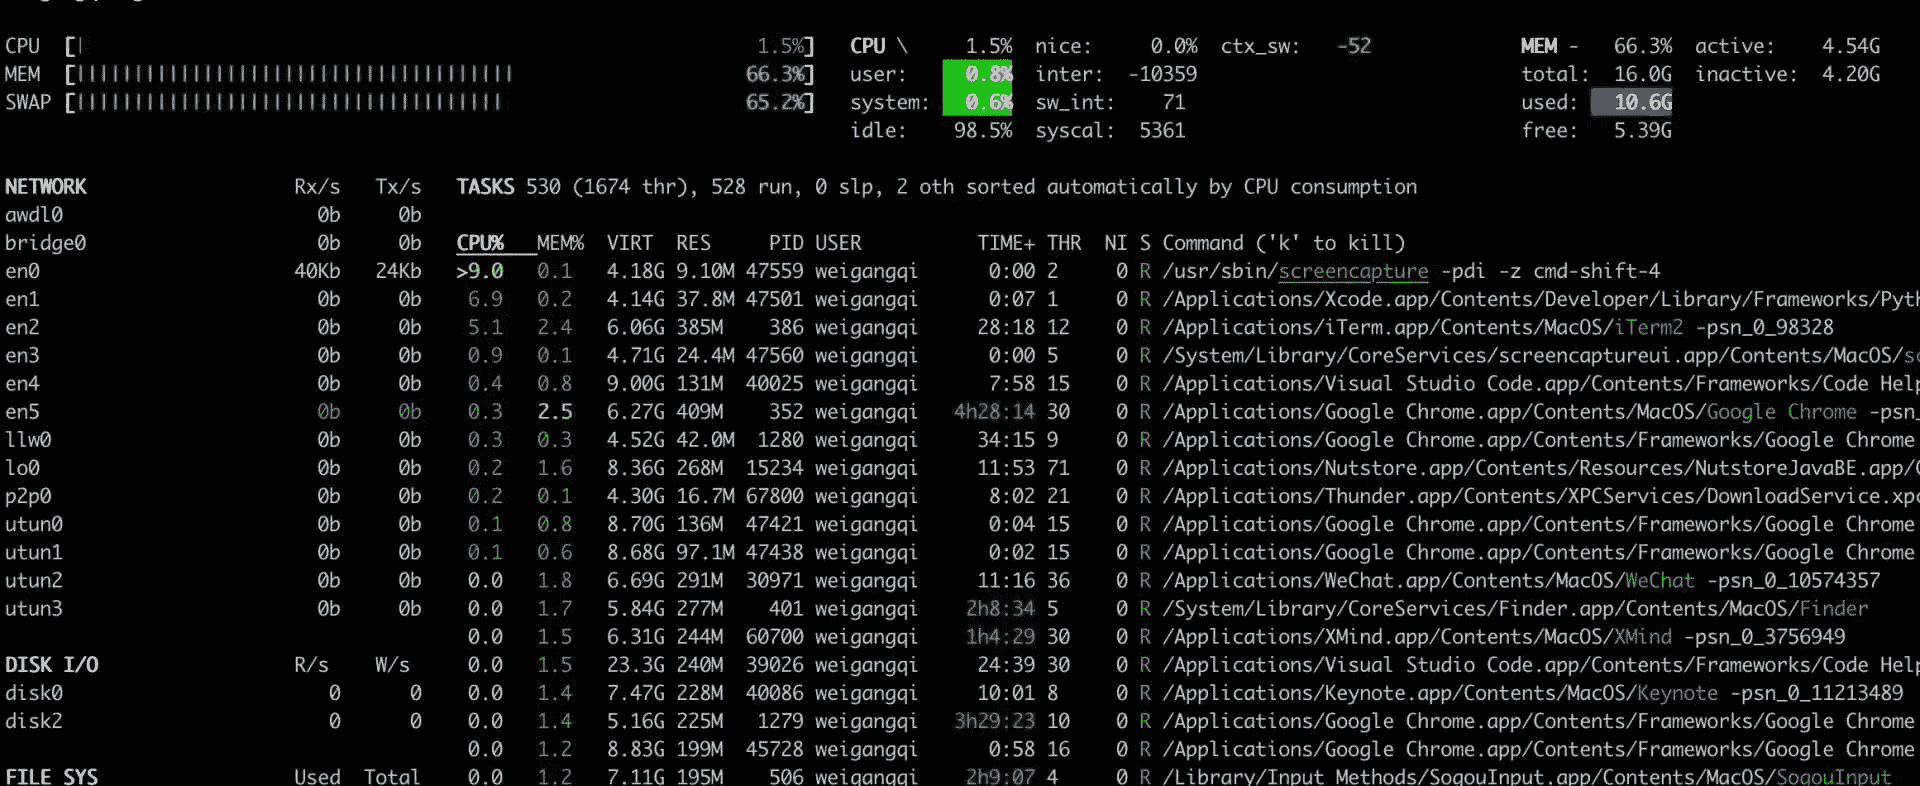 CPU [| 1.5%] CPU \ 1.5% nice: 0.0% ctx_sw: -52 MEM - 66.3% active: 4.54G
MEM [||||||||||||||||||||||||||||||||||||||| 66.3%] user: 0.8% inter: -10359 total: 16.0G inactive: 4.20G
SWAP [|||||||||||||||||||||||||||||||||||||| 65.2%] system: 0.6% sw_int: 71 used: 10.6G
idle: 98.5% syscal: 5361 free: 5.39G
NETWORK Rx/s Tx/s TASKS 530 (1674 thr), 528 run, 0 slp, 2 oth sorted automatically by CPU consumption
awdl0 0b 0b
bridge0 0b 0b CPU% MEM% VIRT RES PID USER TIME+ THR NI S Command ('k' to kill)
en0 40Kb 24Kb >9.0 0.1 4.18G 9.10M 47559 weigangqi 0:00 2 0 R /usr/sbin/screencapture -pdi -z cmd-shift-4
en1 0b 0b 6.9 0.2 4.14G 37.8M 47501 weigangqi 0:07 1 0 R /Applications/Xcode.app/Contents/Developer/Library/Frameworks/Pyth
en2 0b 0b 5.1 2.4 6.06G 385M 386 weigangqi 28:18 12 0 R /Applications/iTerm.app/Contents/MacOS/iTerm2 -psn_0_98328
en3 0b 0b 0.9 0.1 4.71G 24.4M 47560 weigangqi 0:00 5 0 R /System/Library/CoreServices/screencaptureui.app/Contents/MacOS/sc
en4 0b 0b 0.4 0.8 9.00G 131M 40025 weigangqi 7:58 15 0 R /Applications/Visual Studio Code.app/Contents/Frameworks/Code Help
en5 0b 0b 0.3 2.5 6.27G 409M 352 weigangqi 4h28:14 30 0 R /Applications/Google Chrome.app/Contents/MacOS/Google Chrome -psn_
llw0 0b 0b 0.3 0.3 4.52G 42.0M 1280 weigangqi 34:15 9 0 R /Applications/Google Chrome.app/Contents/Frameworks/Google Chrome
lo0 0b 0b 0.2 1.6 8.36G 268M 15234 weigangqi 11:53 71 0 R /Applications/Nutstore.app/Contents/Resources/NutstoreJavaBE.app/C
p2p0 0b 0b 0.2 0.1 4.30G 16.7M 67800 weigangqi 8:02 21 0 R /Applications/Thunder.app/Contents/XPCServices/DownloadService.xpc
utun0 0b 0b 0.1 0.8 8.70G 136M 47421 weigangqi 0:04 15 0 R /Applications/Google Chrome.app/Contents/Frameworks/Google Chrome
utun1 0b 0b 0.1 0.6 8.68G 97.1M 47438 weigangqi 0:02 15 0 R /Applications/Google Chrome.app/Contents/Frameworks/Google Chrome
utun2 0b 0b 0.0 1.8 6.69G 291M 30971 weigangqi 11:16 36 0 R /Applications/WeChat.app/Contents/MacOS/WeChat -psn_0_10574357
utun3 0b 0b 0.0 1.7 5.84G 277M 401 weigangqi 2h8:34 5 0 R /System/Library/CoreServices/Finder.app/Contents/MacOS/Finder
0.0 1.5 6.31G 244M 60700 weigangqi 1h4:29 30 0 R /Applications/XMind.app/Contents/MacOS/XMind -psn_0_3756949
DISK I/O R/s W/s 0.0 1.5 23.3G 240M 39026 weigangqi 24:39 30 0 R /Applications/Visual Studio Code.app/Contents/Frameworks/Code Help
disk0 0 0 0.0 1.4 7.47G 228M 40086 weigangqi 10:01 8 0 R /Applications/Keynote.app/Contents/MacOS/Keynote -psn_0_11213489
disk2 0 0 0.0 1.4 5.16G 225M 1279 weigangqi 3h29:23 10 0 R /Applications/Google Chrome.app/Contents/Frameworks/Google Chrome
0.0 1.2 8.83G 199M 45728 weigangqi 0:58 16 0 R /Applications/Google Chrome.app/Contents/Frameworks/Google Chrome
FILE SYS Used Total 0.0 1.2 7.11G 195M 506 weigangqi 2h9:07 4 0 R /Library/Input Methods/SogouInput.app/Contents/MacOS/SogouInput